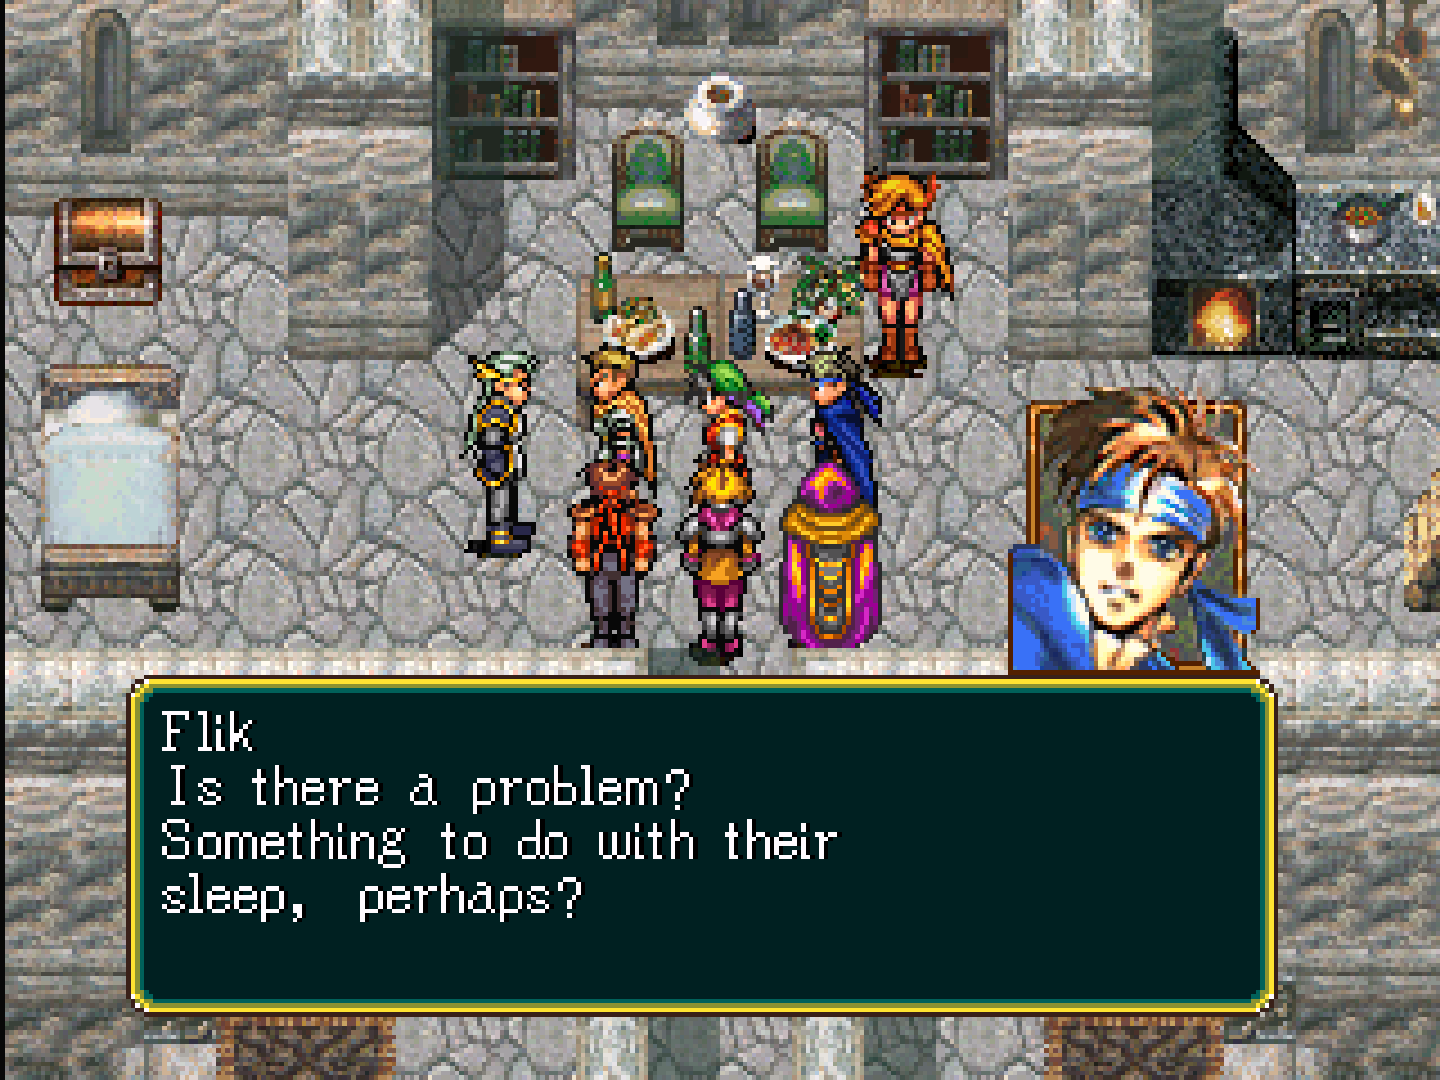 Flik
Is there a problem?
Something to do with their
sleep, perhaps?